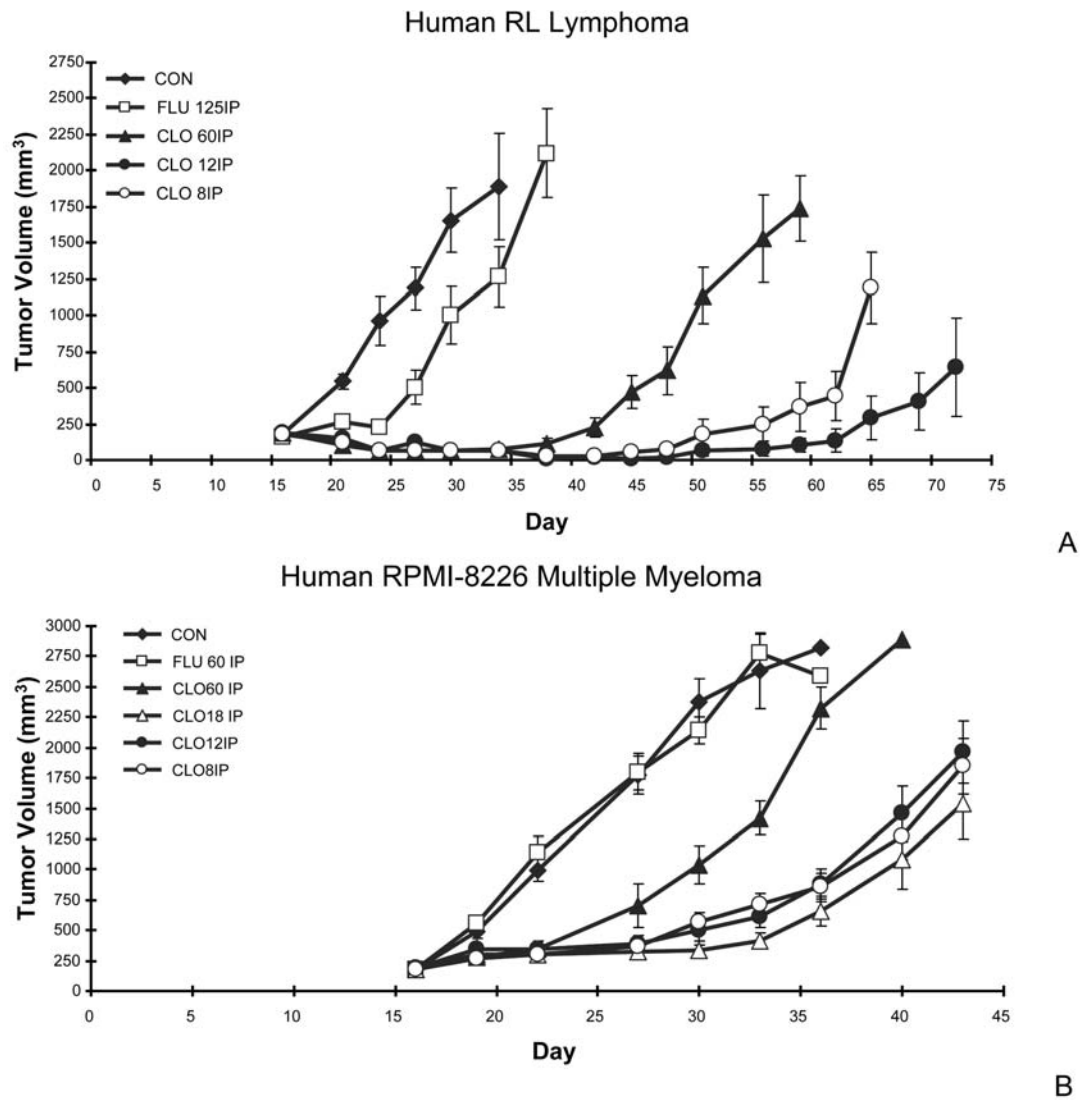 Human RL Lymphoma
2750
2500
2250
2000
1750
1500
1250
1000
750
500
250
0
Tumor Volume (mm3)
CON
FLU 125IP
CLO 60IP
CLO 12IP
CLO 8IP
0 5 10 15 20 25 30 35 40 45 50 55 60 65 70 75
Day
A
Human RPMI-8226 Multiple Myeloma
3000
2750
2500
2250
2000
1750
1500
1250
1000
750
500
250
0
Tumor Volume (mm3)
CON
FLU 60 IP
CLO60 IP
CLO18 IP
CLO12IP
CLO8IP
0 5 10 15 20 25 30 35 40 45
Day
B